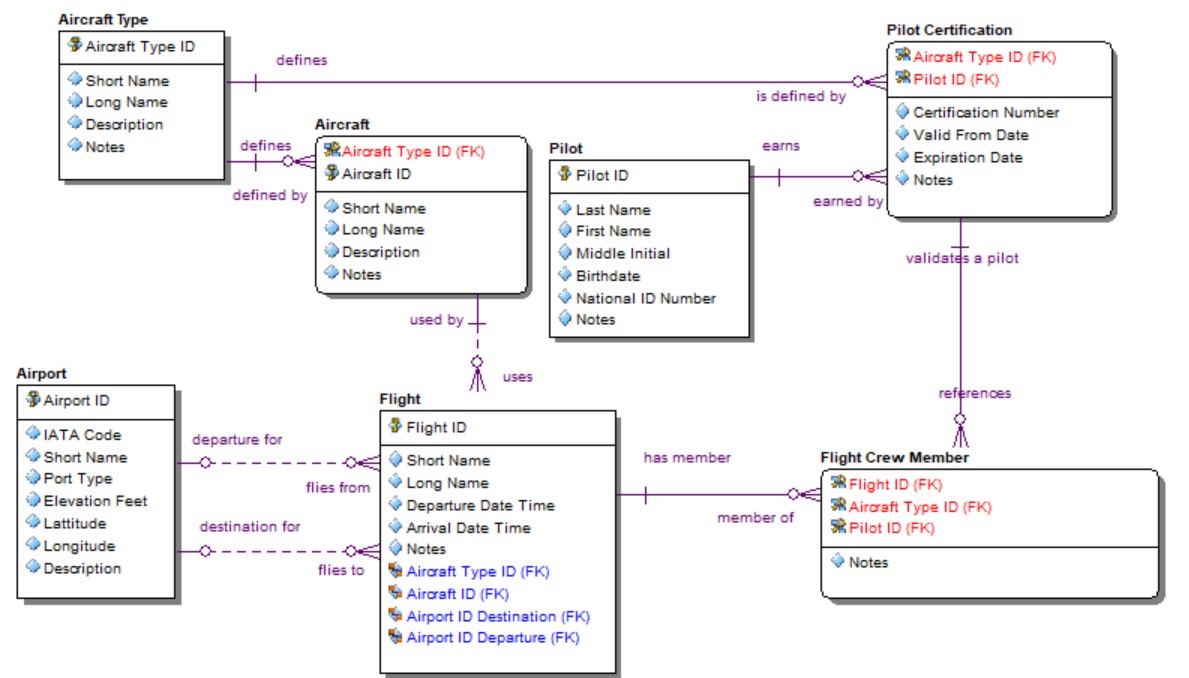 Aircraft Type
Aircraft Type ID
Short Name
Long Name
Description
Notes
defines
is defined by
Pilot Certification
Aircraft Type ID (FK)
Pilot ID (FK)
Certification Number
Valid From Date
Expiration Date
Notes
defines
defined by
Aircraft
Aircraft Type ID (FK)
Aircraft ID
Short Name
Long Name
Description
Notes
Pilot
Pilot ID
Last Name
First Name
Middle Initial
Birthdate
National ID Number
Notes
earns
earned by
validates a pilot
references
used by
uses
Airport
Airport ID
IATA Code
Short Name
Port Type
Elevation Feet
Lattitude
Longitude
Description
departure for
flies from
destination for
flies to
Flight
Flight ID
Short Name
Long Name
Departure Date Time
Arrival Date Time
Notes
Aircraft Type ID (FK)
Aircraft ID (FK)
Airport ID Destination (FK)
Airport ID Departure (FK)
has member
member of
Flight Crew Member
Flight ID (FK)
Aircraft Type ID (FK)
Pilot ID (FK)
Notes